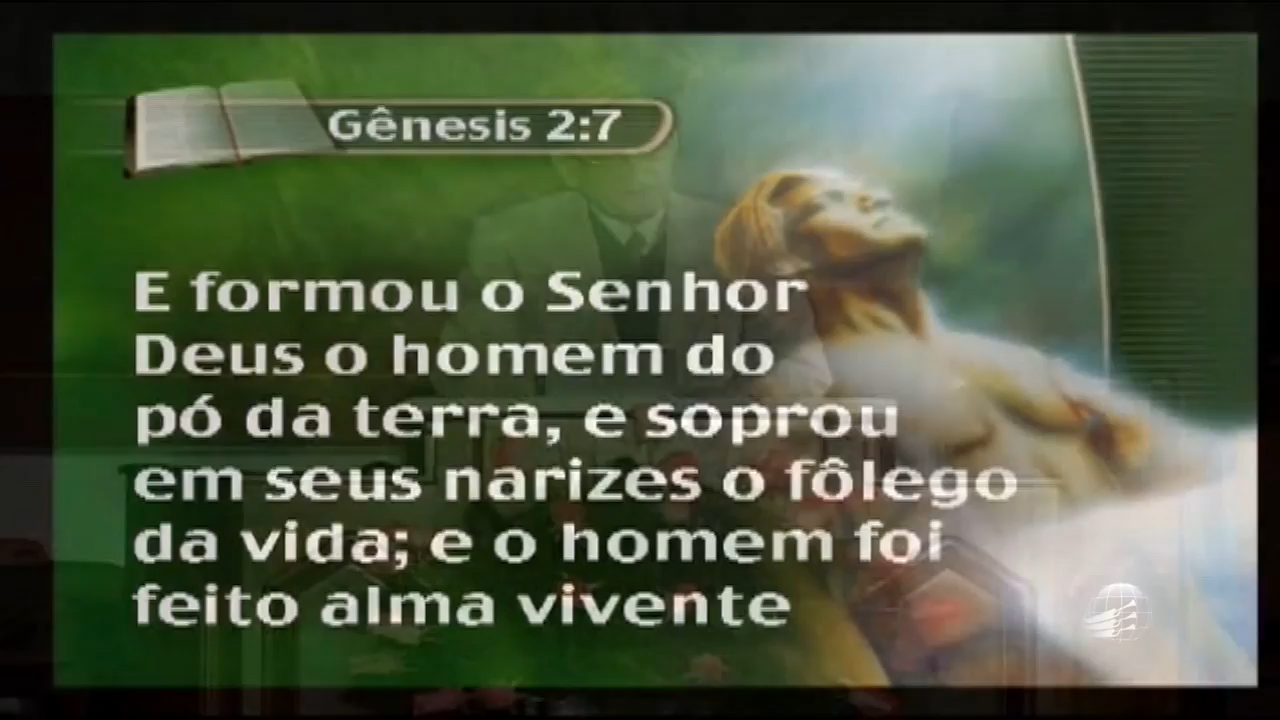 Gênesis 2:7
E formou o Senhor
Deus o homem do
pó da terra, e soprou
em seus narizes o fôlego
da vida; e o homem foi
feito alma vivente